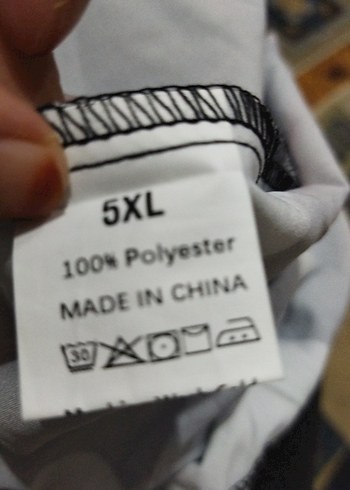 5XL
100% Polyester
MADE IN CHINA
30